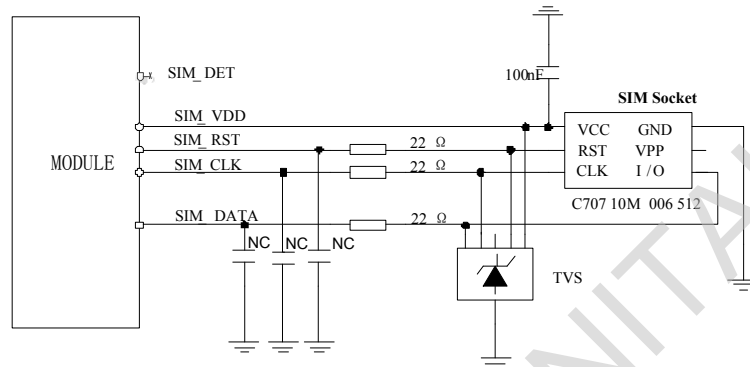 SIM_DET
100nF
SIM Socket
SIM_VDD
VCC GND
SIM_RST
22 Ω
RST VPP
MODULE
SIM_CLK
22 Ω
CLK I/O
C707 10M 006 512
SIM_DATA
22 Ω
NC NC NC
TVS